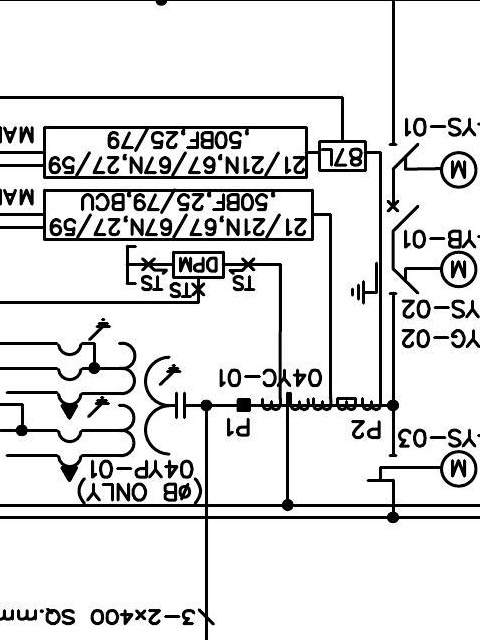 3-2x400 SQ.mm
(ØB ONLY)
04YP-01
M
-YS-03
P2
P1
04YC-01
YG-02
YS-02
M
-YB-01
TS
TS
TS
DPM
21/21N,67/67N,27/59
,50BF,25/79,BCU
MAI
M
-YS-01
87L
21/21N,67/67N,27/59
,50BF,25/79
MAI